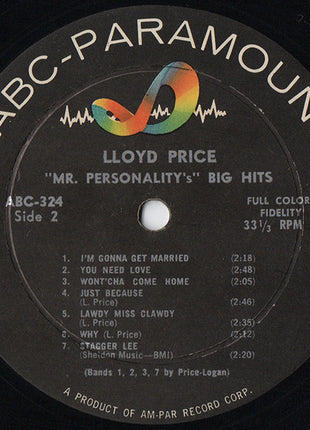 ABC-PARAMOUN
LLOYD PRICE
"MR. PERSONALITY's" BIG HITS
ABC-324
Side 2
FULL COLOR
FIDELITY
33 1/3 RPM
1 I'M GONNA GET MARRIED (2:18)
2 YOU NEED LOVE (2:48)
3 WONT'CHA COME HOME (2:05)
4 JUST BECAUSE
(L. Price) (2:46)
5 LAWDY MISS CLAWDY
(L. Price) (2:35)
6 WHY (L. Price) (2:12)
7 STAGGER LEE
(Sheldon Music—BMI) (2:20)
(Bands 1, 2, 3, 7 by Price-Logan)
A PRODUCT OF AM-PAR RECORD CORP.